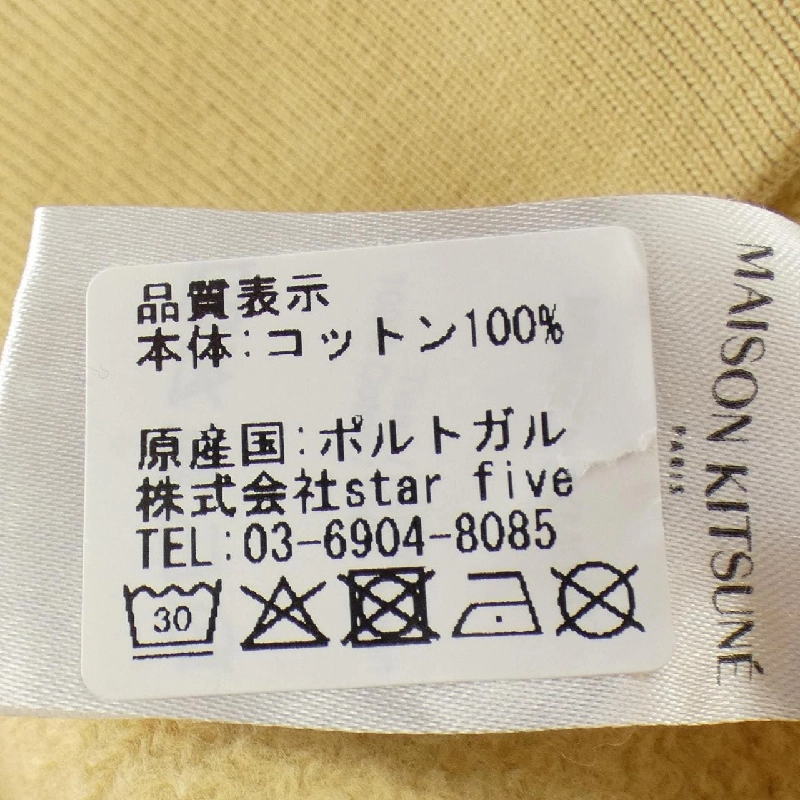 品質表示
本体:コットン100%
原産国:ポルトガル
株式会社star five
TEL:03-6904-8085
30
MAISON KITSUNÉ
PARIS